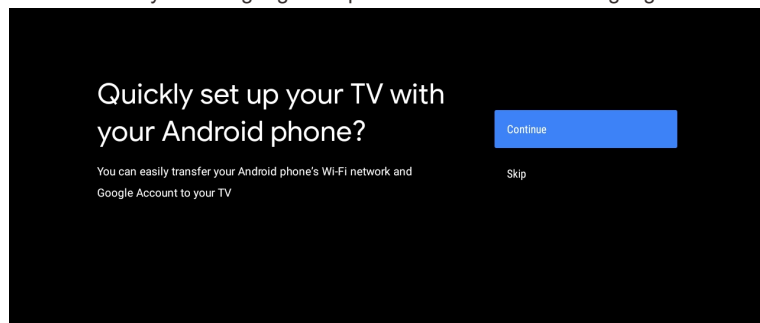 Quickly set up your TV with
your Android phone?
You can easily transfer your Android phone's Wi-Fi network and
Google Account to your TV
Continue
Skip